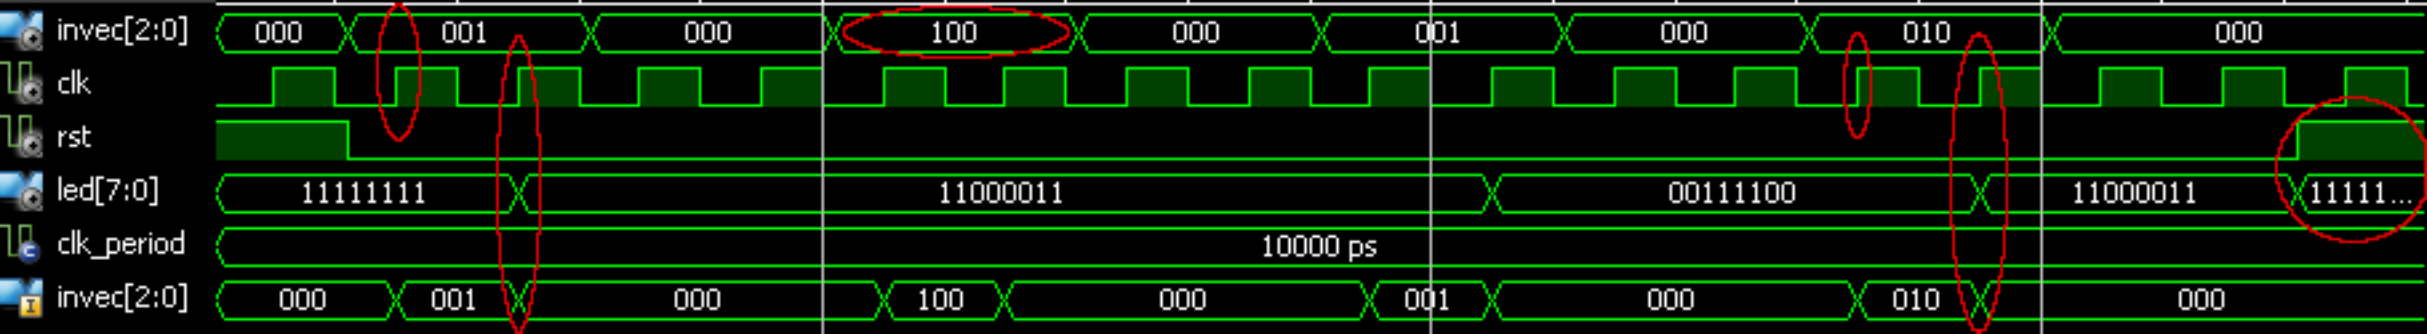 invec[2:0] 000 001 000 100 000 001 000 010 000
clk
rst
led[7:0] 11111111 11000011 00111100 11000011 11111...
clk_period 10000 ps
invec[2:0] 000 001 000 100 000 001 000 010 000